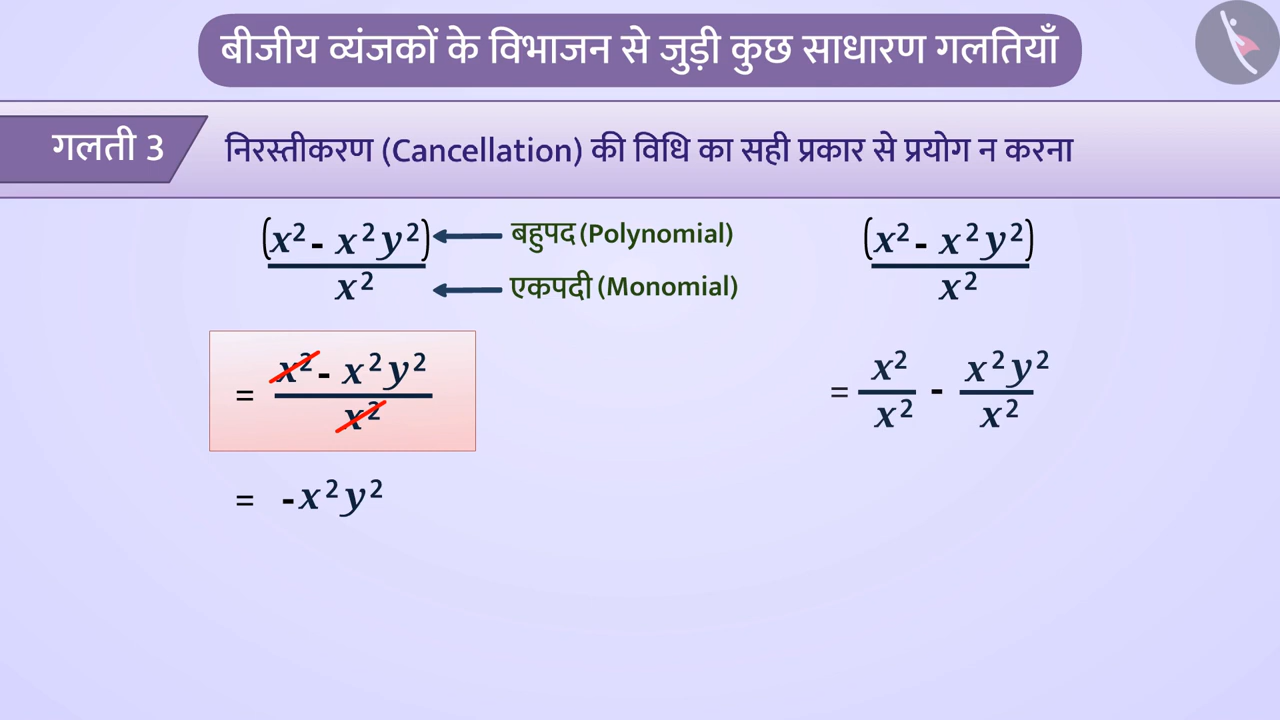 बीजीय व्यंजकों के विभाजन से जुड़ी कुछ साधारण गलतियाँ
गलती 3
निरस्तीकरण (Cancellation) की विधि का सही प्रकार से प्रयोग न करना
(x² - x²y²)
x²
बहुपद (Polynomial)
एकपदी (Monomial)
= x² - x²y²
x²
= -x²y²
(x² - x²y²)
x²
= x² - x²y²
x² x²